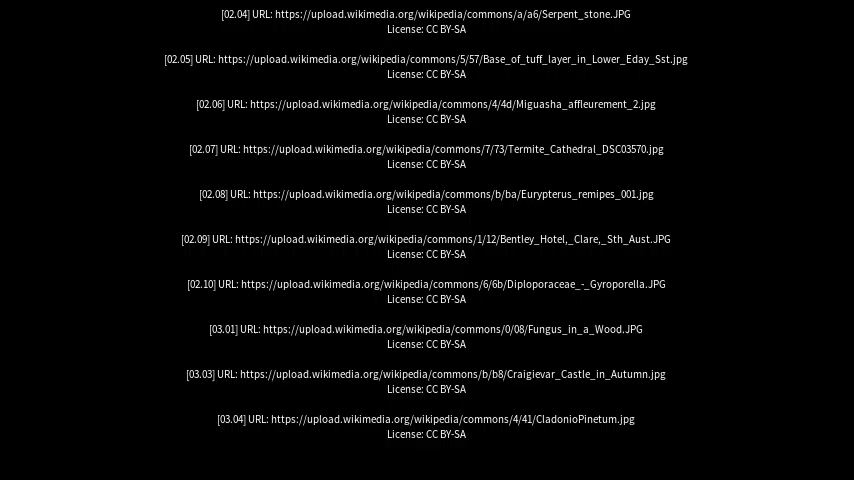 [02.04] URL: https://upload.wikimedia.org/wikipedia/commons/a/a6/Serpent_stone.JPG
License: CC BY-SA
[02.05] URL: https://upload.wikimedia.org/wikipedia/commons/5/57/Base_of_tuff_layer_in_Lower_Eday_Sst.jpg
License: CC BY-SA
[02.06] URL: https://upload.wikimedia.org/wikipedia/commons/4/4d/Miguasha_affleurement_2.jpg
License: CC BY-SA
[02.07] URL: https://upload.wikimedia.org/wikipedia/commons/7/73/Termite_Cathedral_DSC03570.jpg
License: CC BY-SA
[02.08] URL: https://upload.wikimedia.org/wikipedia/commons/b/ba/Eurypterus_remipes_001.jpg
License: CC BY-SA
[02.09] URL: https://upload.wikimedia.org/wikipedia/commons/1/12/Bentley_Hotel,_Clare,_Sth_Aust.JPG
License: CC BY-SA
[02.10] URL: https://upload.wikimedia.org/wikipedia/commons/6/6b/Diploporaceae_-_Gyroporella.JPG
License: CC BY-SA
[03.01] URL: https://upload.wikimedia.org/wikipedia/commons/0/08/Fungus_in_a_Wood.JPG
License: CC BY-SA
[03.03] URL: https://upload.wikimedia.org/wikipedia/commons/b/b8/Craigievar_Castle_in_Autumn.jpg
License: CC BY-SA
[03.04] URL: https://upload.wikimedia.org/wikipedia/commons/4/41/CladonioPinetum.jpg
License: CC BY-SA